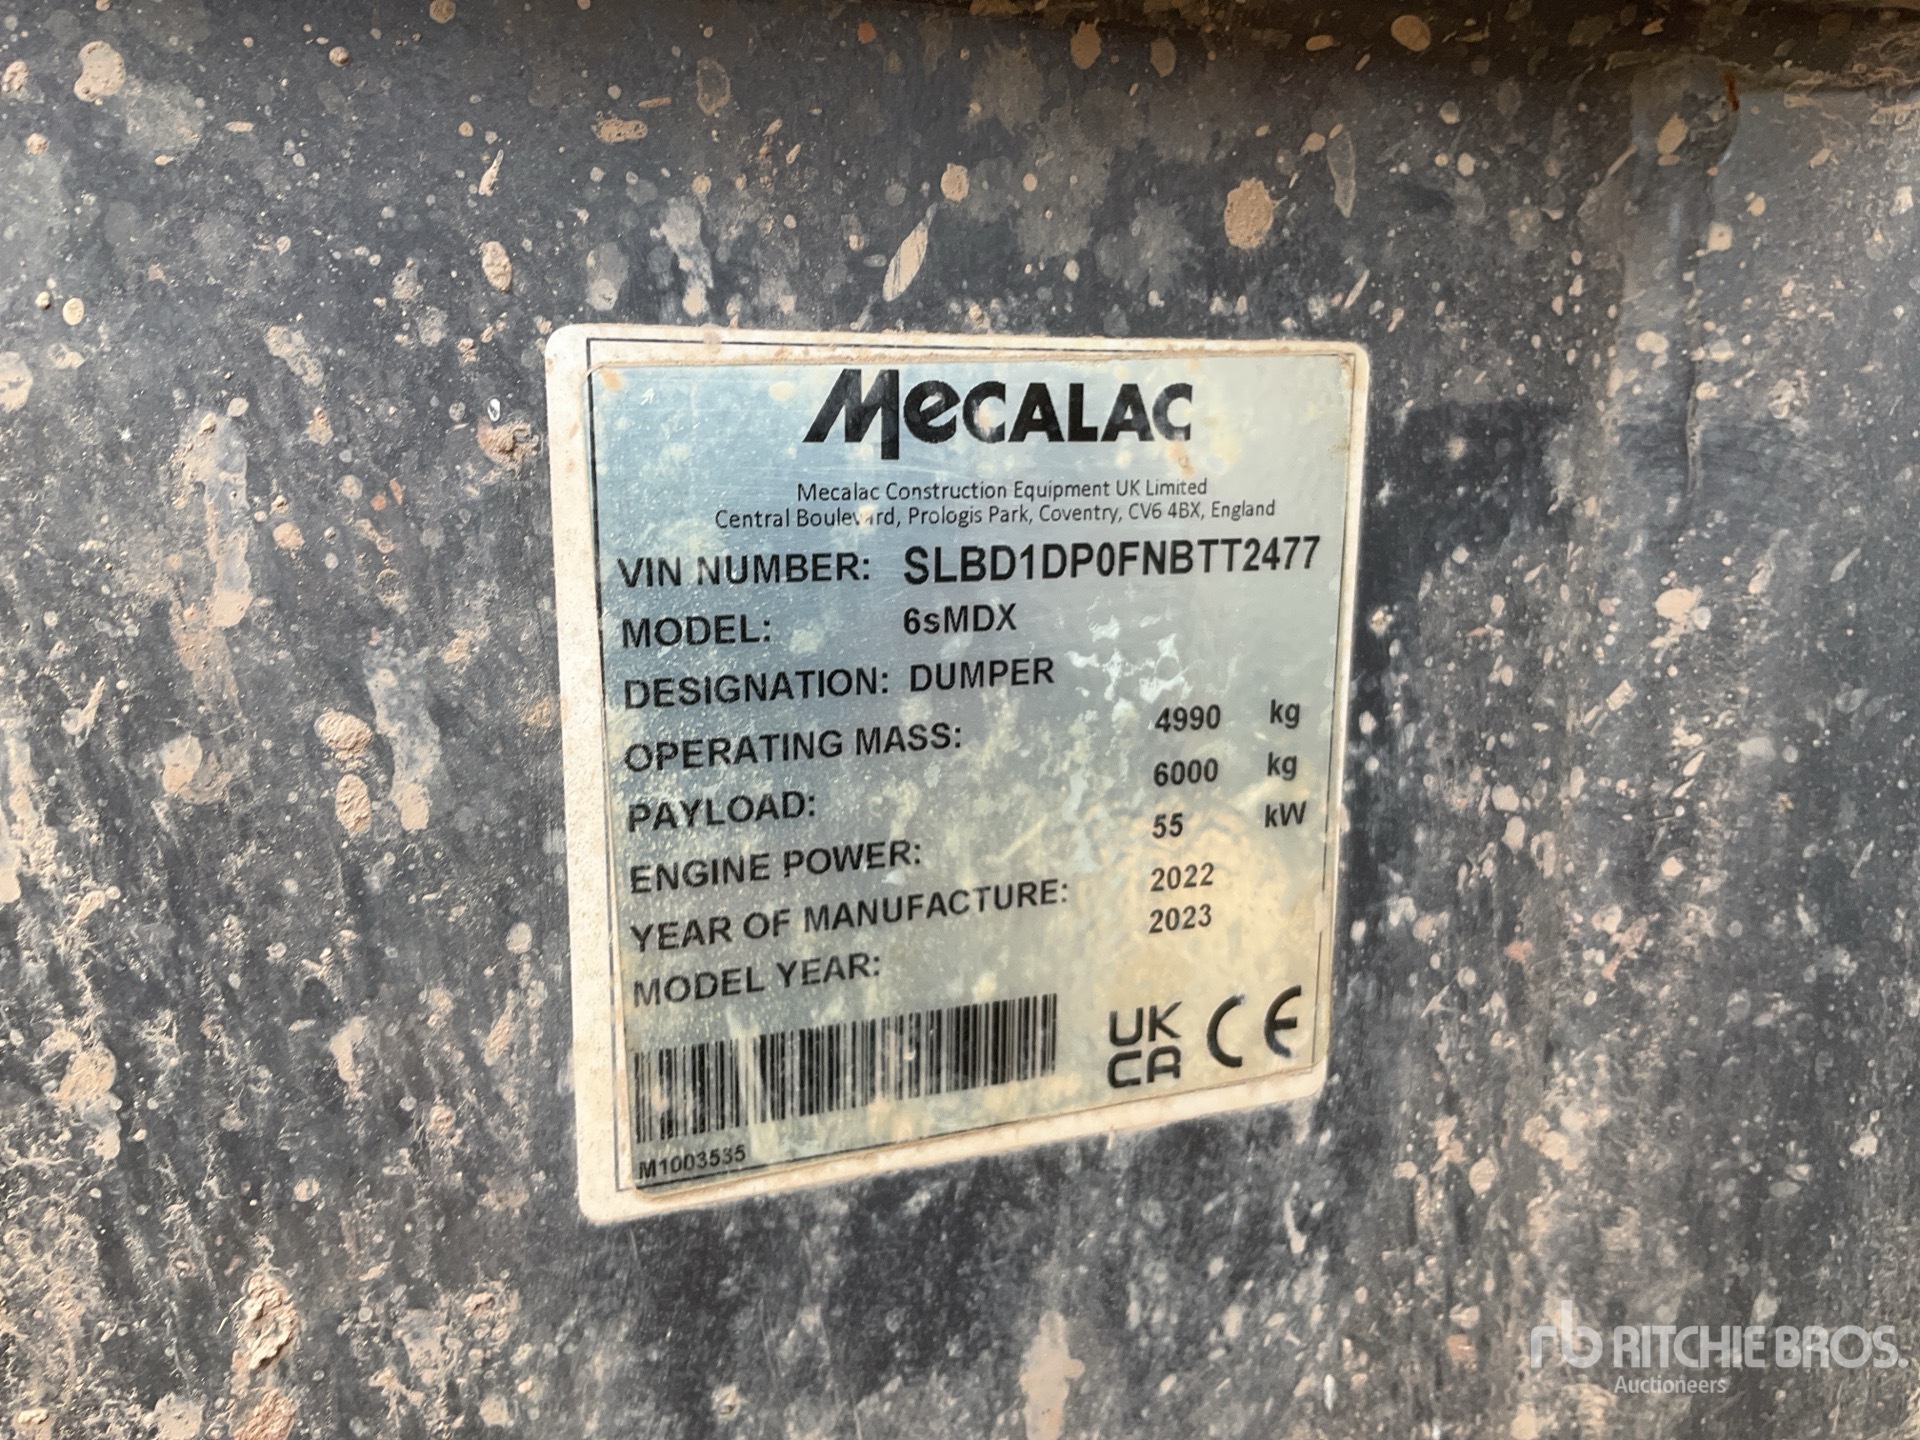 MeCALAC
Mecalac Construction Equipment UK Limited
Central Boulevard, Prologis Park, Coventry, CV6 4BX, England
VIN NUMBER: SLBD1DP0FNBTT2477
MODEL: 6sMDX
DESIGNATION: DUMPER
OPERATING MASS: 4990 kg
PAYLOAD: 6000 kg
ENGINE POWER: 55 kW
YEAR OF MANUFACTURE: 2022
MODEL YEAR: 2023
UK CA CE
M1003535
rb RITCHIE BROS.
Auctioneers